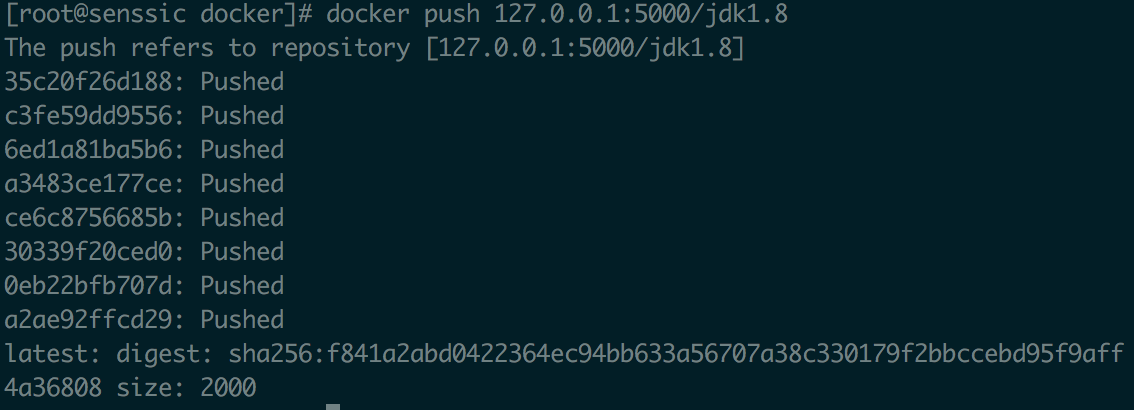 [root@senssic docker]# docker push 127.0.0.1:5000/jdk1.8
The push refers to repository [127.0.0.1:5000/jdk1.8]
35c20f26d188: Pushed
c3fe59dd9556: Pushed
6ed1a81ba5b6: Pushed
a3483ce177ce: Pushed
ce6c8756685b: Pushed
30339f20ced0: Pushed
0eb22bfb707d: Pushed
a2ae92ffcd29: Pushed
latest: digest: sha256:f841a2abd0422364ec94bb633a56707a38c330179f2bbccebd95f9aff
4a36808 size: 2000